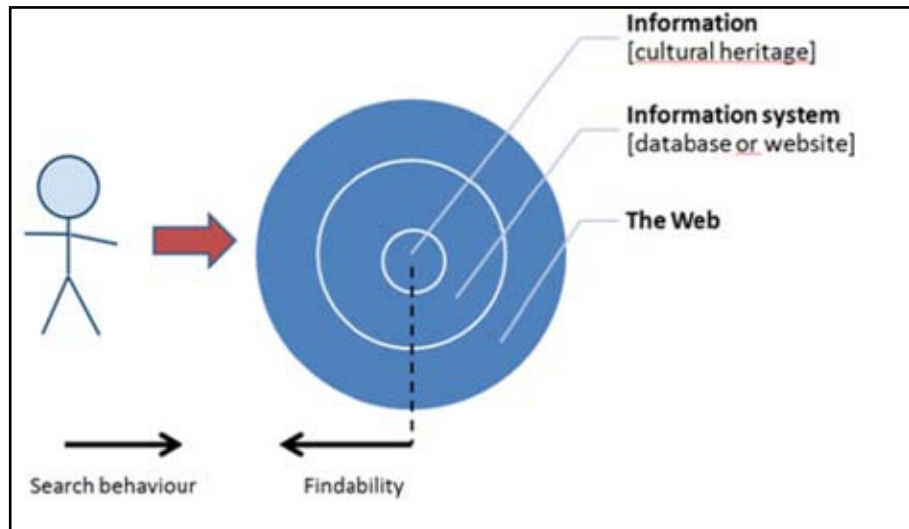 Information
[cultural heritage]
Information system
[database or website]
The Web
Search behaviour
Findability